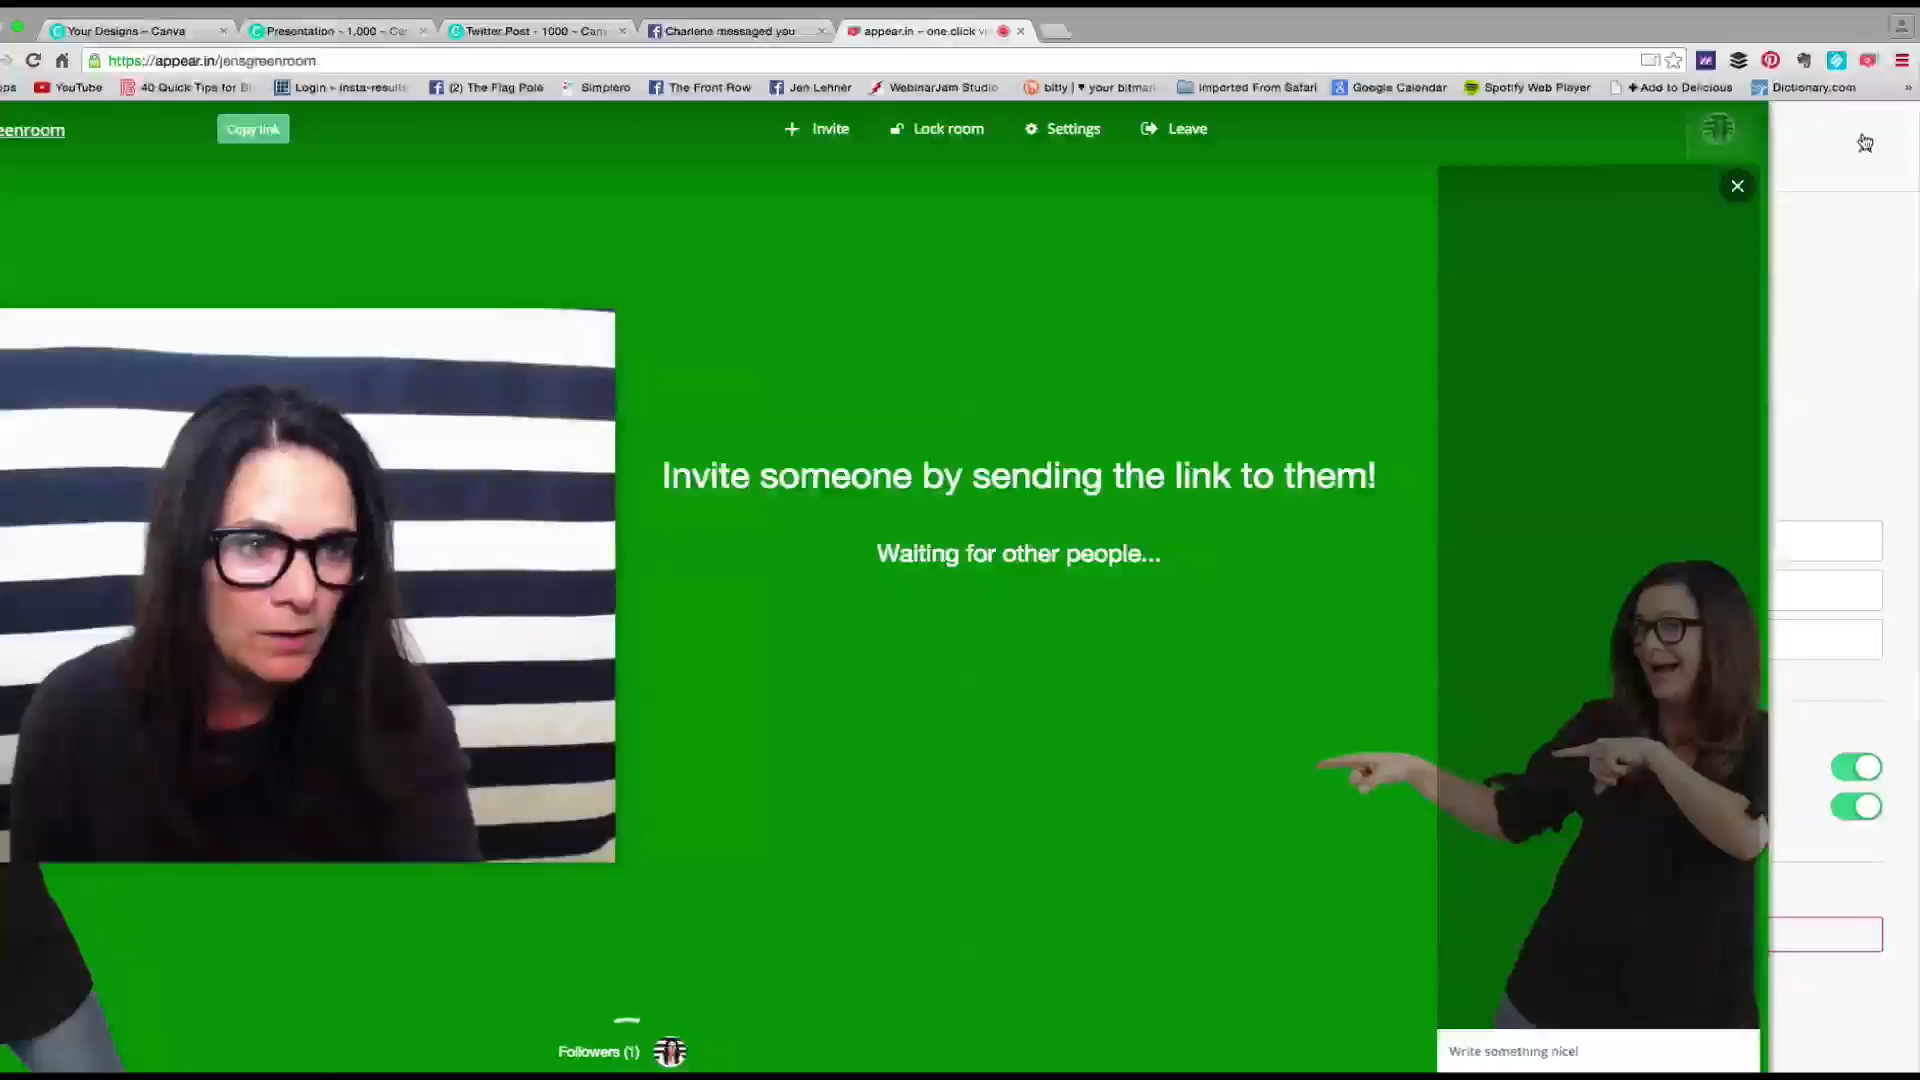 Your Designs – Canva
Presentation - 1,000 – Ca
Twitter Post - 1000 – Can
Charlene messaged you
appear.in – one click vi
https://appear.in/jensgreenroom
ps
YouTube
40 Quick Tips for Bl
Login ‹ insta-results
(2) The Flag Pole
Simplero
The Front Row
Jen Lehner
WebinarJam Studio
bitly | ♥ your bitmar
Imported From Safari
Google Calendar
Spotify Web Player
+ Add to Delicious
Dictionary.com
»
eenroom
Copy link
+ Invite
Lock room
Settings
Leave
Invite someone by sending the link to them!
Waiting for other people...
Followers (1)
Write something nice!